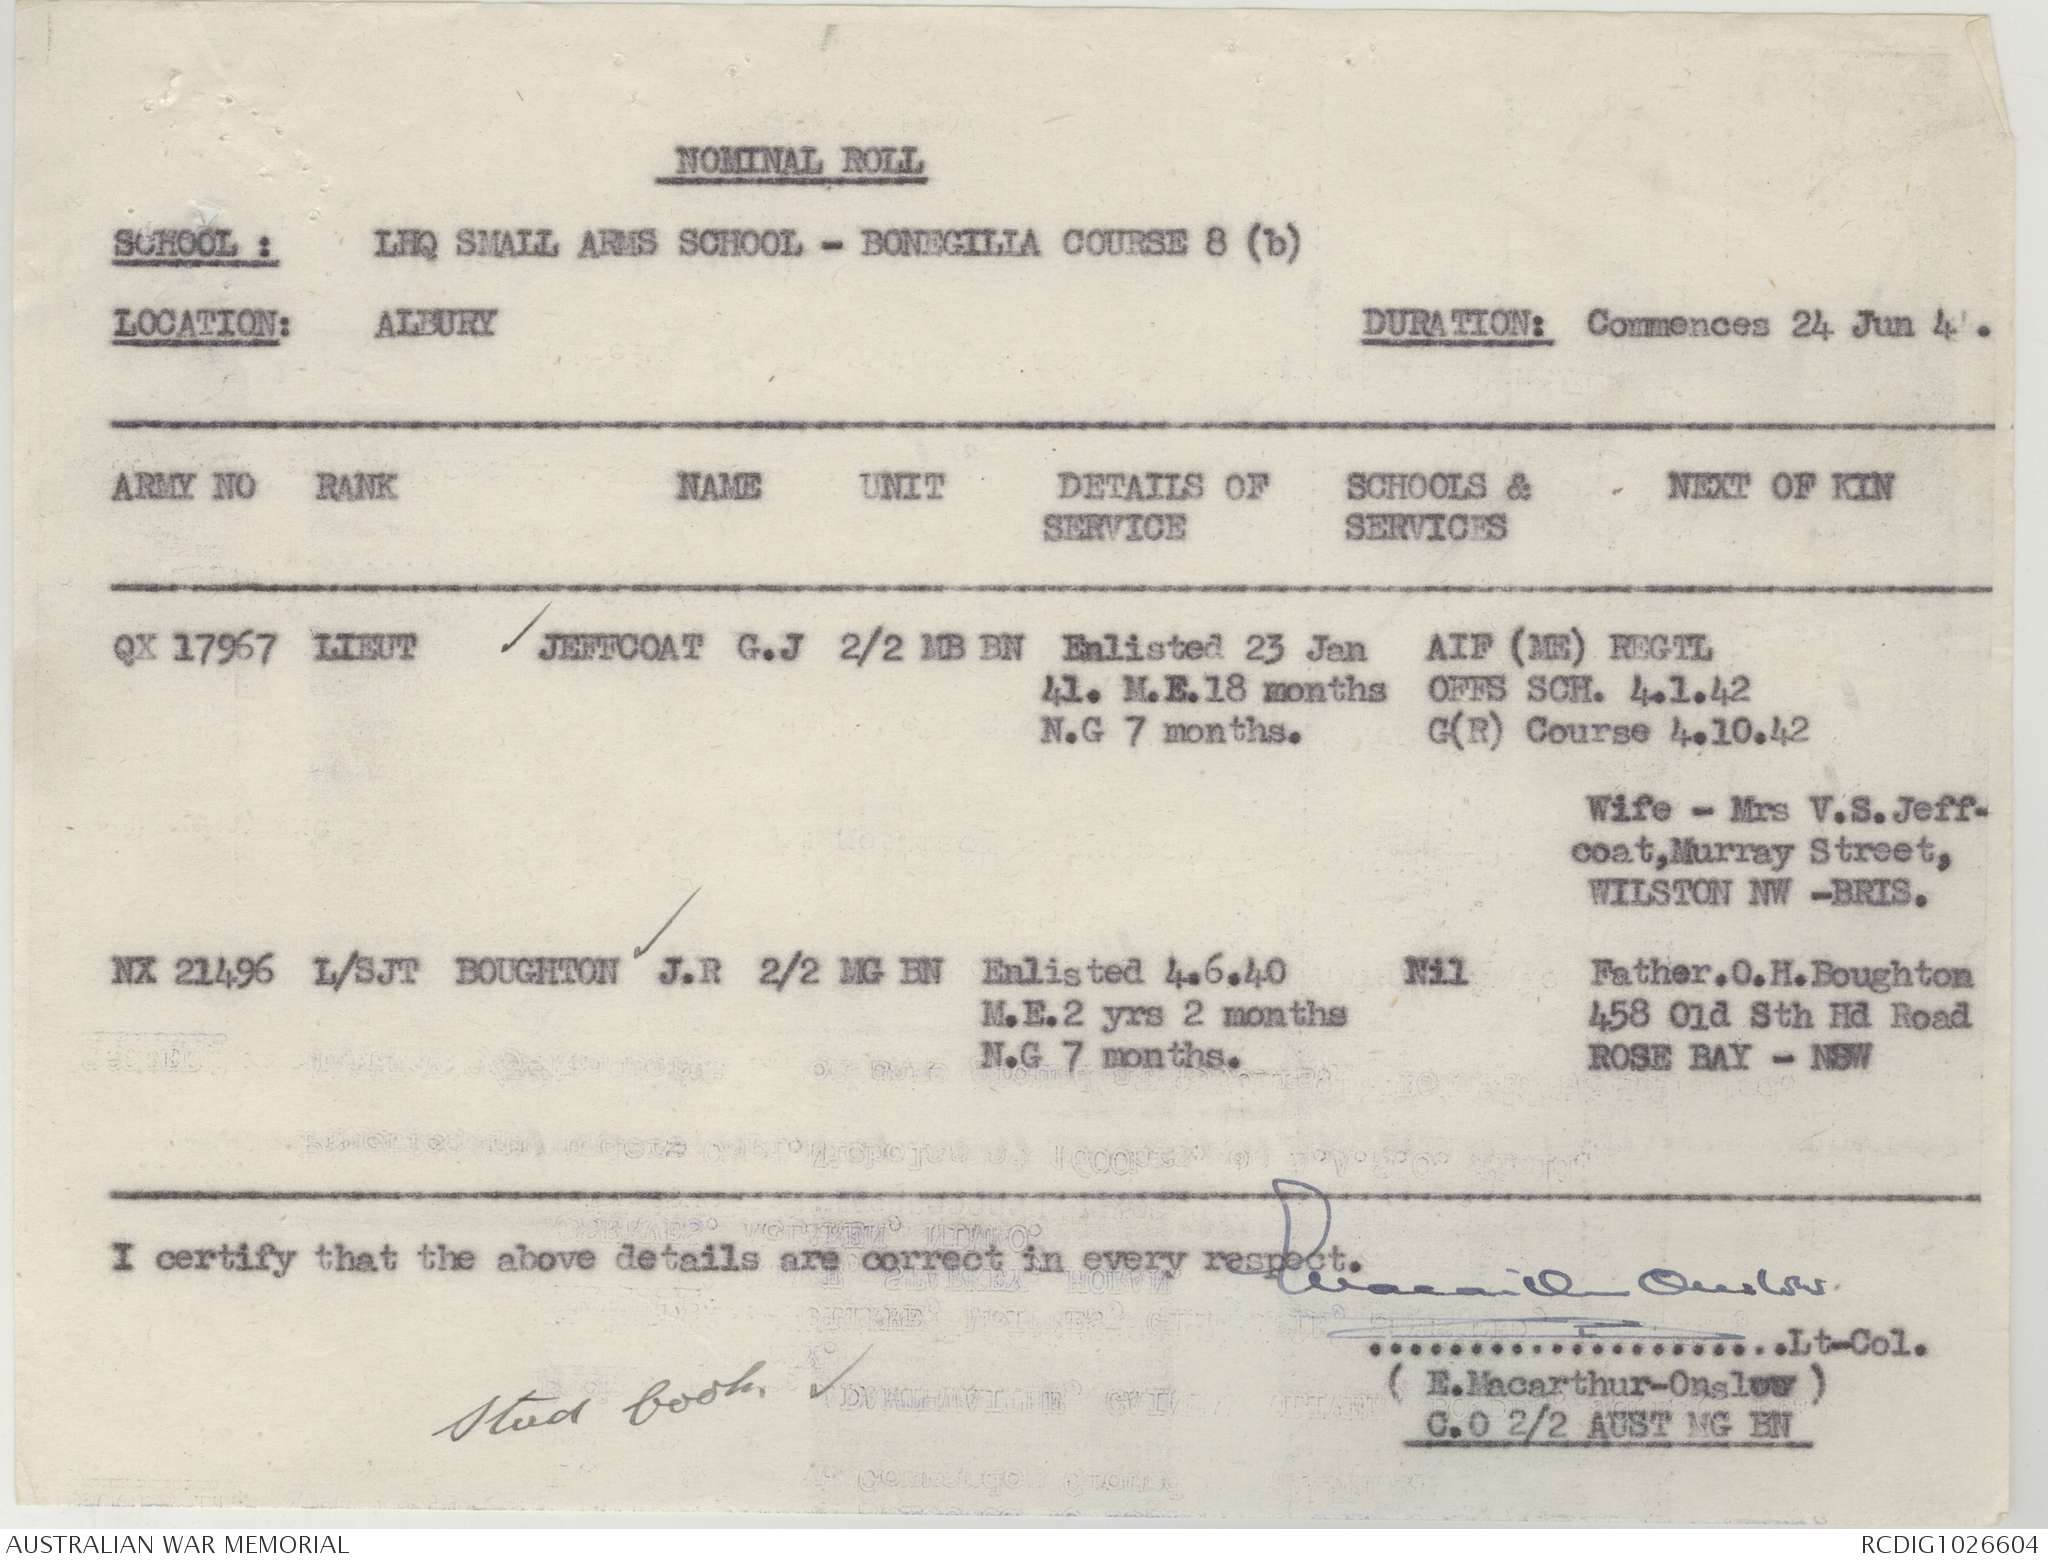 NOMINAL ROLL
SCHOOL : LHQ SMALL ARMS SCHOOL - BONEGILLA COURSE 8 (b)
LOCATION: ALBURY DURATION: Commences 24 Jun 4 .
ARMY NO RANK NAME UNIT DETAILS OF SCHOOLS & NEXT OF KIN
SERVICE SERVICES
QX 17967 LIEUT ✓ JEFFCOAT G.J 2/2 MB BN Enlisted 23 Jan AIF (ME) REGTL
41. M.E.18 months OFFS SCH. 4.1.42
N.G 7 months. G(R) Course 4.10.42
Wife - Mrs V.S.Jeff-
coat,Murray Street,
WILSTON NW -BRIS.
NX 21496 L/SJT BOUGHTON ✓ J.R 2/2 MG BN Enlisted 4.6.40 Nil Father.O.H.Boughton
M.E.2 yrs 2 months 458 Old Sth Hd Road
N.G 7 months. ROSE BAY - NSW
I certify that the above details are correct in every respect.
Macarthur Onslow.
....................Lt-Col.
( E.Macarthur-Onslow )
C.O 2/2 AUST MG BN
Stud book. ✓
AUSTRALIAN WAR MEMORIAL RCDIG1026604